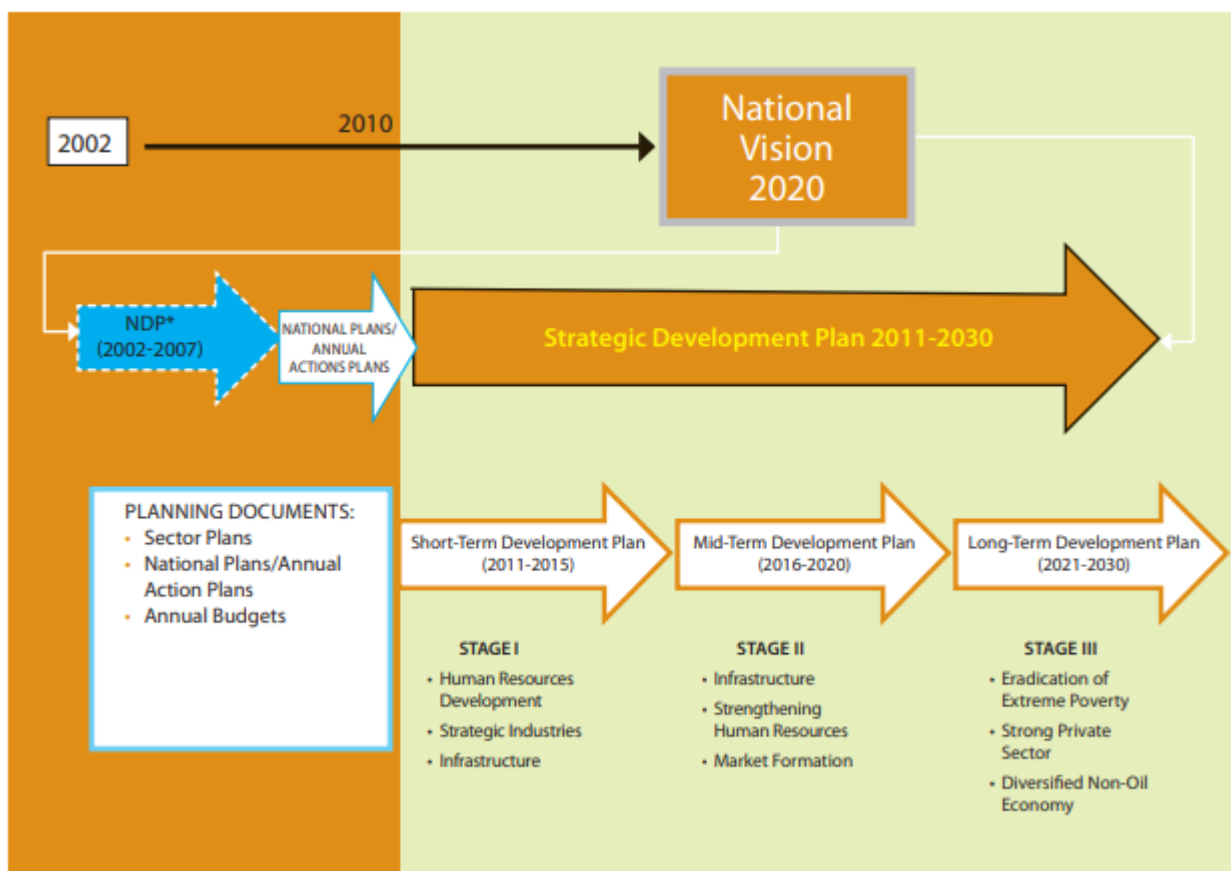 2002
2010
National
Vision
2020
NDP*
(2002-2007)
NATIONAL PLANS/
ANNUAL
ACTIONS PLANS
Strategic Development Plan 2011-2030
PLANNING DOCUMENTS:
• Sector Plans
• National Plans/Annual
Action Plans
• Annual Budgets
Short-Term Development Plan
(2011-2015)
Mid-Term Development Plan
(2016-2020)
Long-Term Development Plan
(2021-2030)
STAGE I
• Human Resources
Development
• Strategic Industries
• Infrastructure
STAGE II
• Infrastructure
• Strengthening
Human Resources
• Market Formation
STAGE III
• Eradication of
Extreme Poverty
• Strong Private
Sector
• Diversified Non-Oil
Economy